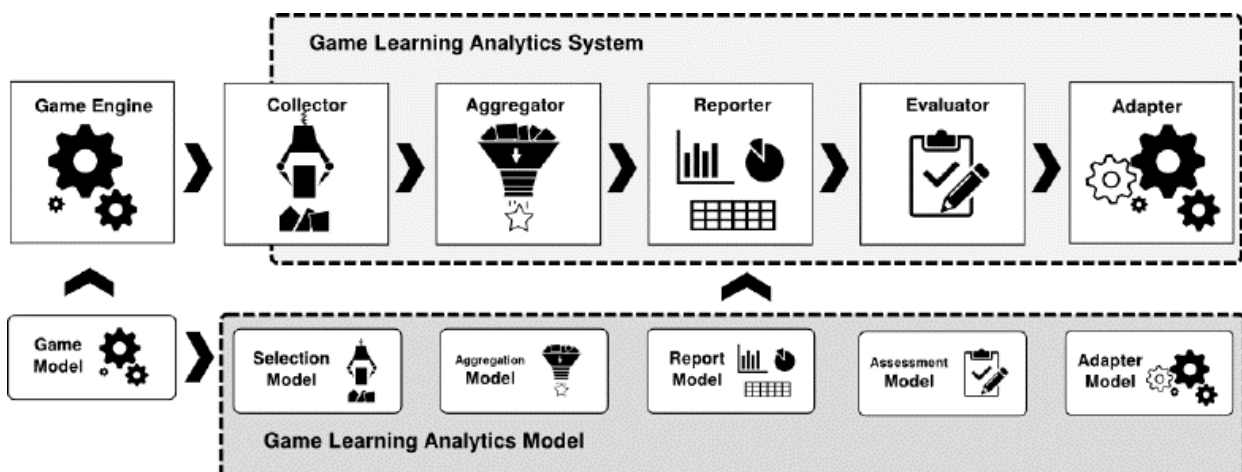 Game Learning Analytics System
Game Engine
Collector
Aggregator
Reporter
Evaluator
Adapter
Game
Model
Selection
Model
Aggregation
Model
Report
Model
Assessment
Model
Adapter
Model
Game Learning Analytics Model